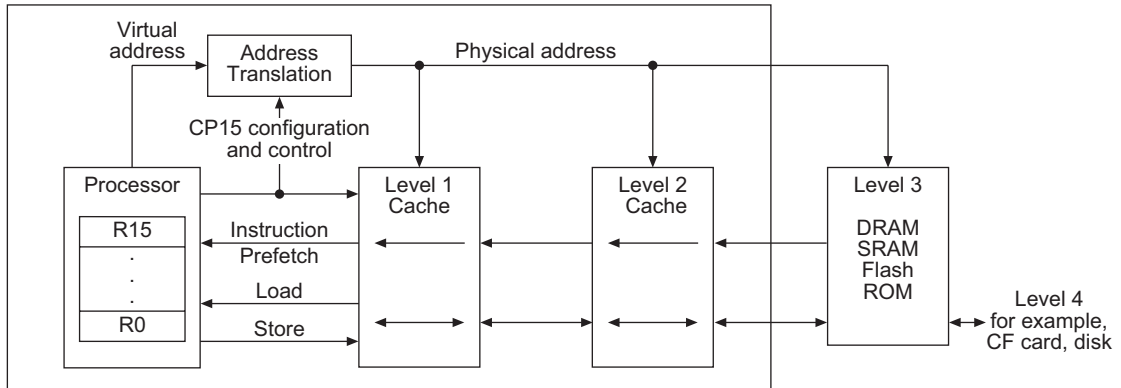 Virtual
address
Address
Translation
Physical address
CP15 configuration
and control
Processor
R15
.
.
.
R0
Instruction
Prefetch
Load
Store
Level 1
Cache
Level 2
Cache
Level 3
DRAM
SRAM
Flash
ROM
Level 4
for example,
CF card, disk